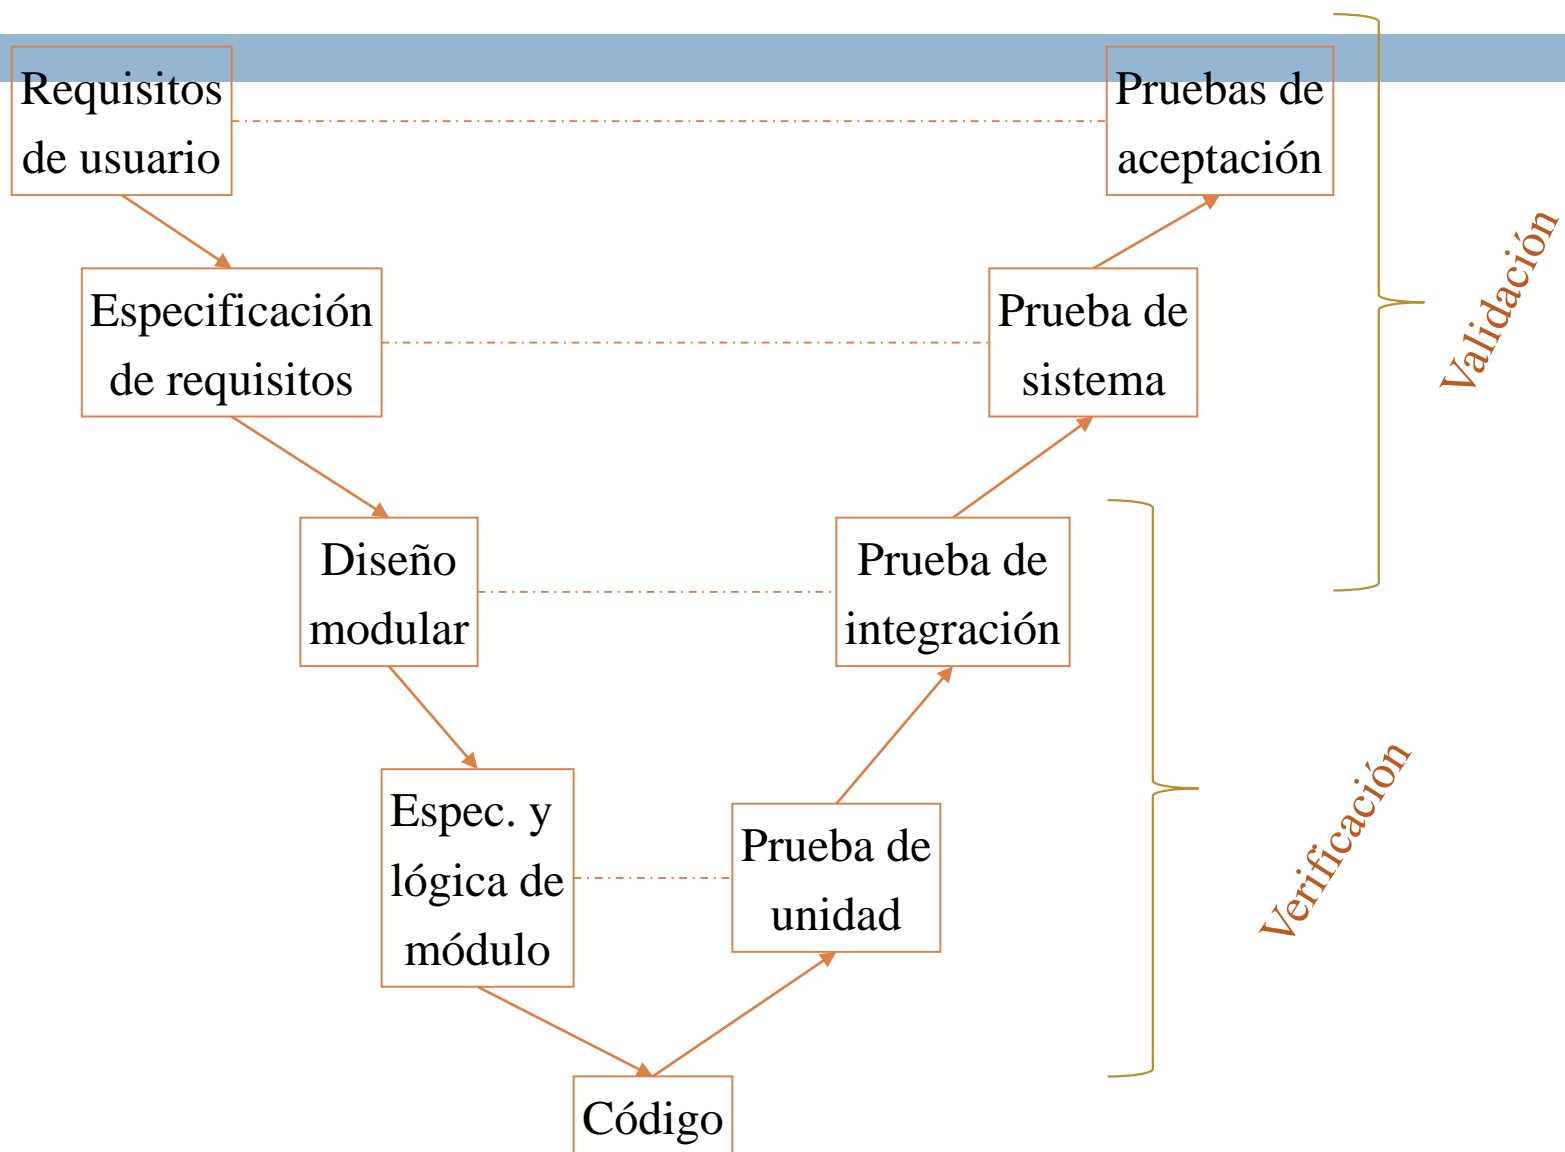 Requisitos
de usuario
Pruebas de
aceptación
Especificación
de requisitos
Prueba de
sistema
Validación
Diseño
modular
Prueba de
integración
Espec. y
lógica de
módulo
Prueba de
unidad
Verificación
Código